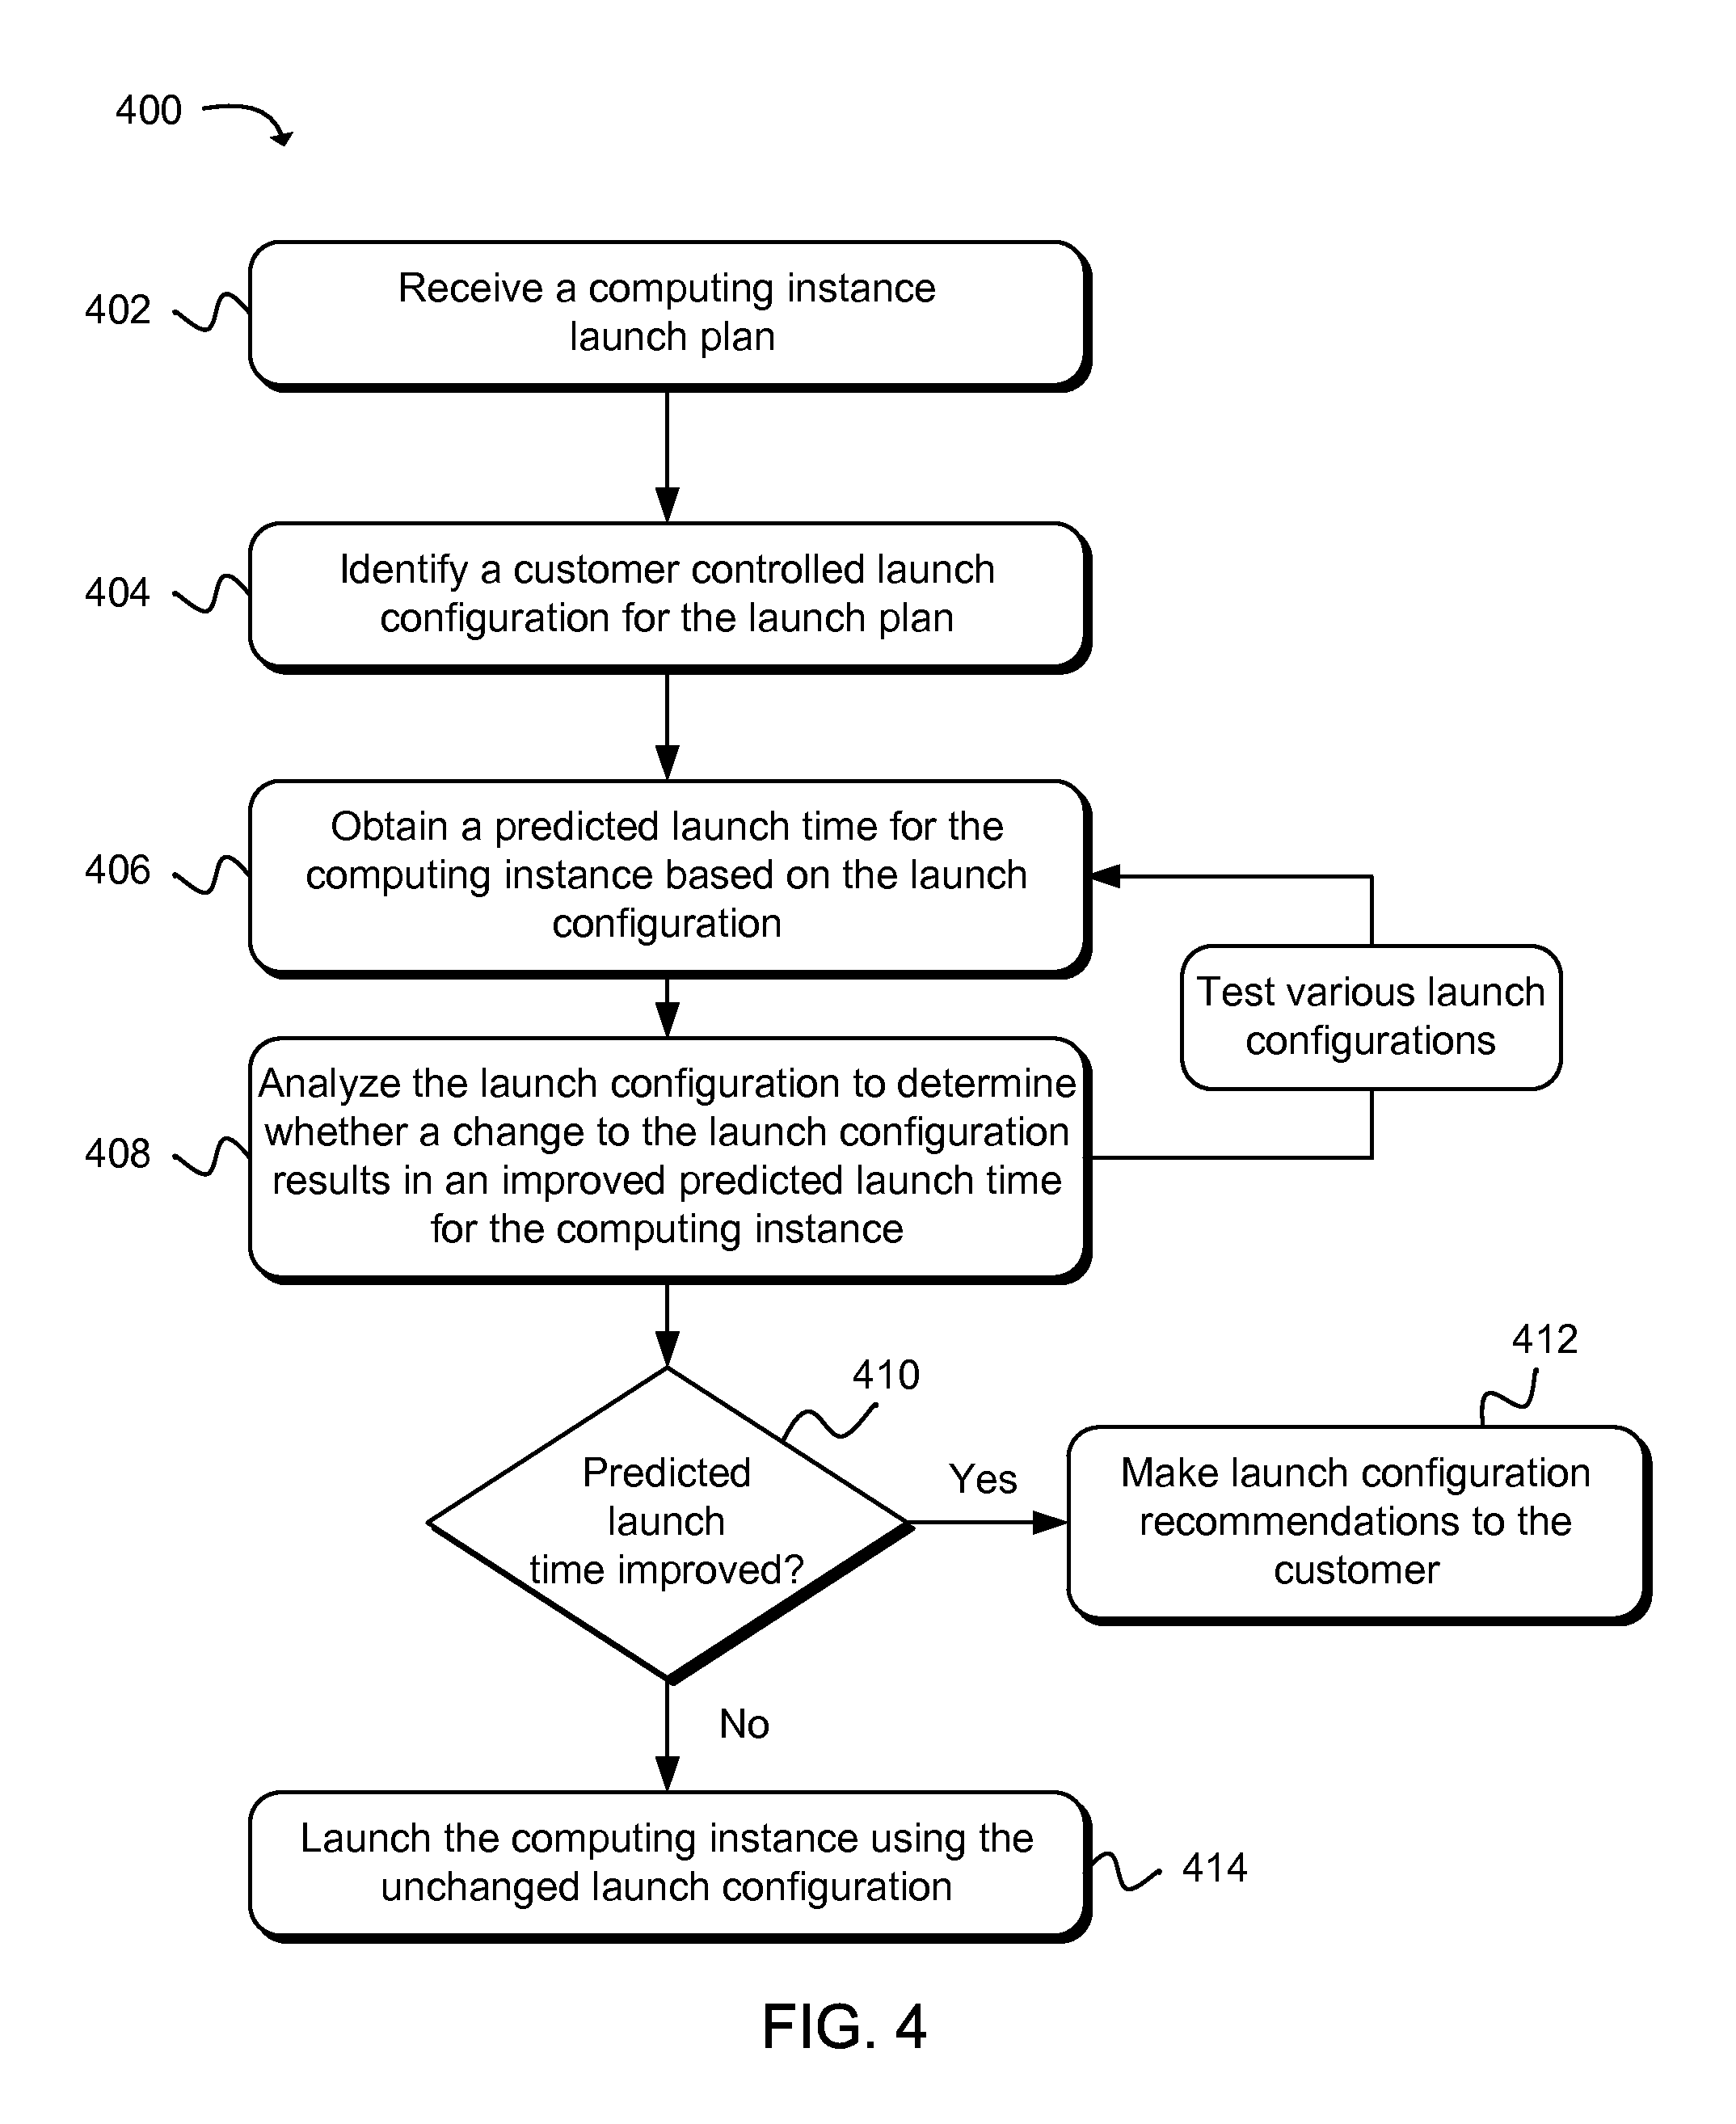 400
402
Receive a computing instance
launch plan
404
Identify a customer controlled launch
configuration for the launch plan
406
Obtain a predicted launch time for the
computing instance based on the launch
configuration
Test various launch
configurations
408
Analyze the launch configuration to determine
whether a change to the launch configuration
results in an improved predicted launch time
for the computing instance
410
Predicted
launch
time improved?
Yes
412
Make launch configuration
recommendations to the
customer
No
Launch the computing instance using the
unchanged launch configuration
414
FIG. 4